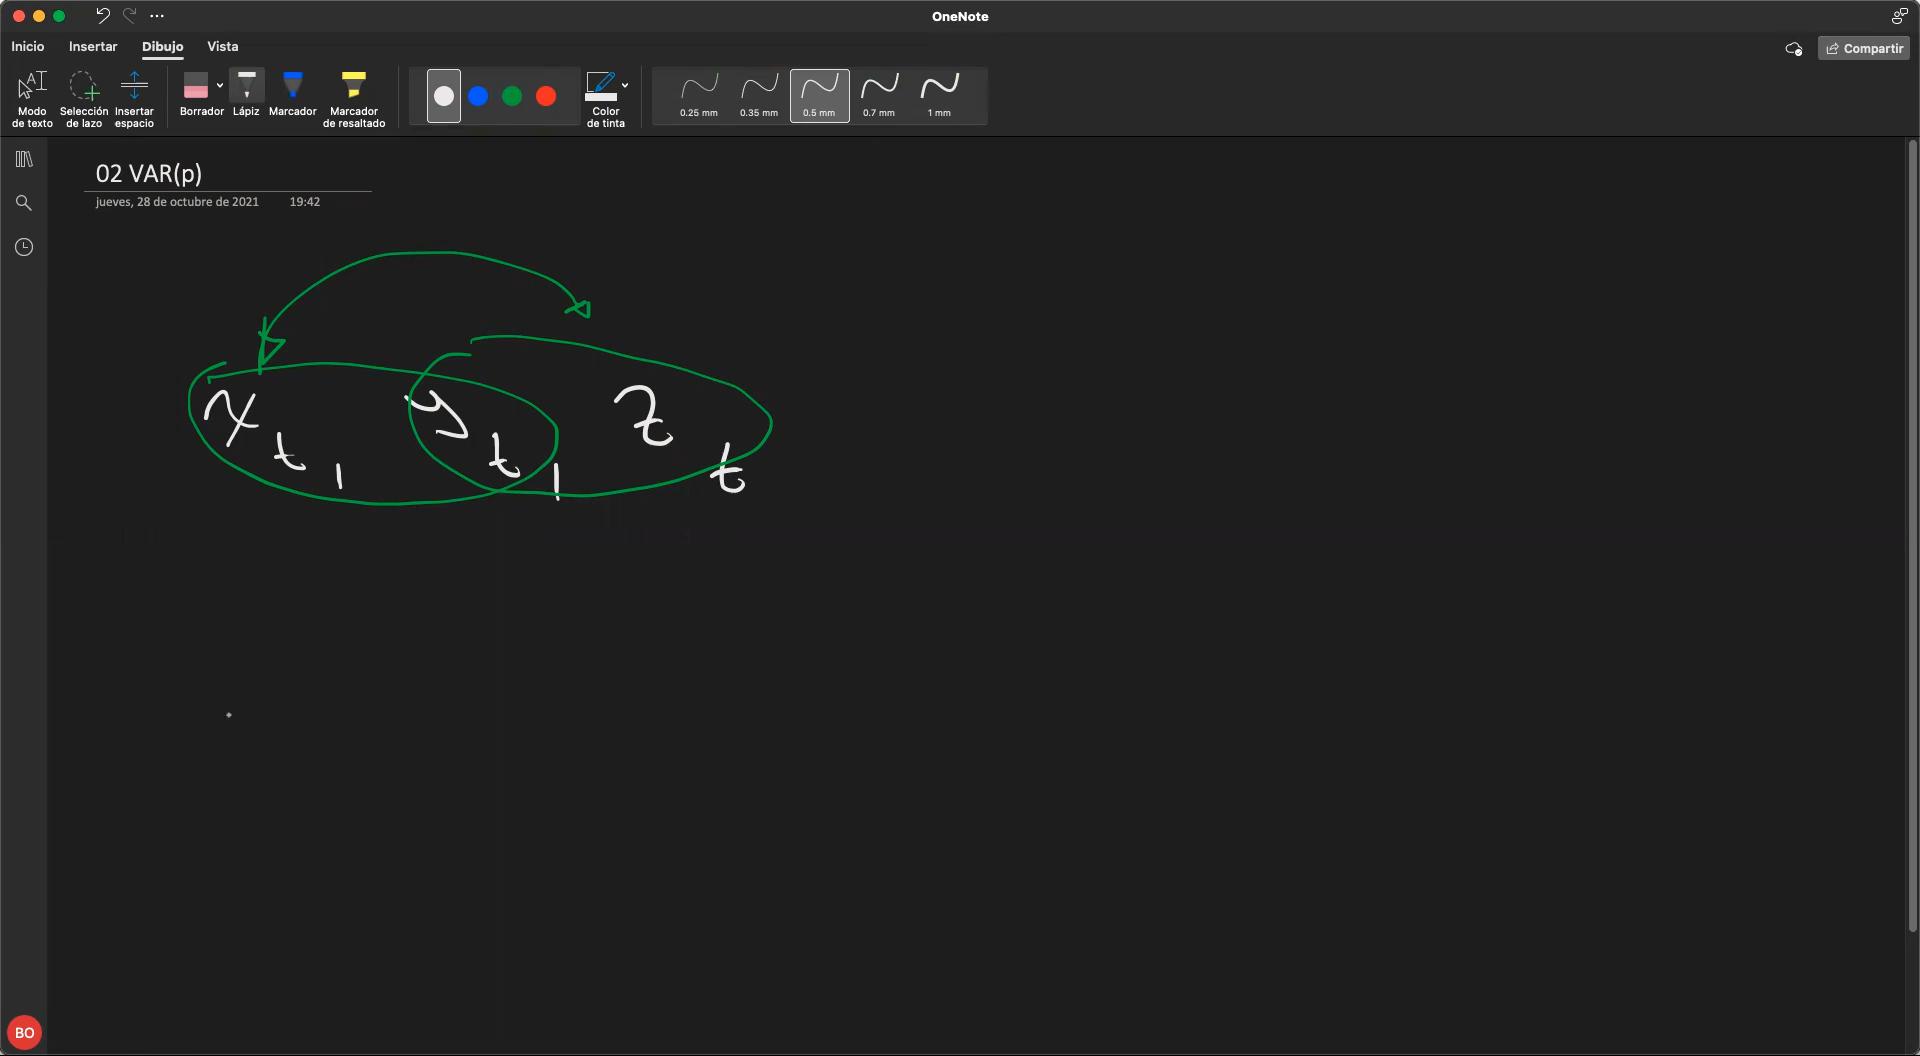 OneNote
Inicio Insertar Dibujo Vista
Compartir
Modo de texto
Selección de lazo
Insertar espacio
Borrador
Lápiz
Marcador
Marcador de resaltado
Color de tinta
0.25 mm
0.35 mm
0.5 mm
0.7 mm
1 mm
02 VAR(p)
jueves, 28 de octubre de 2021 19:42
x t , y t , z t
BO